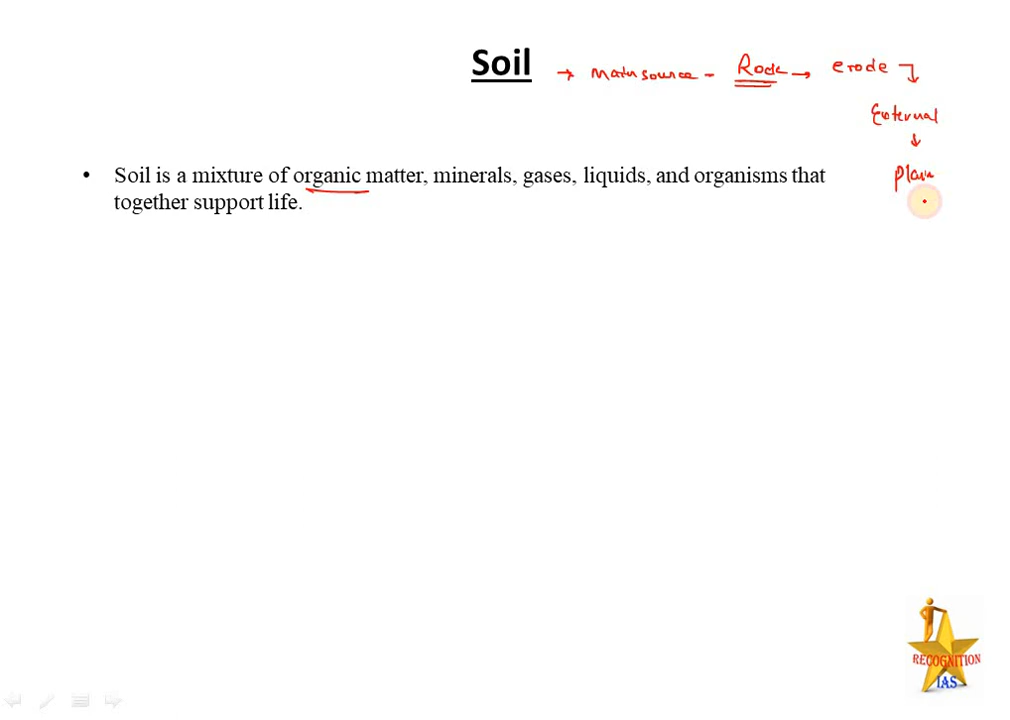 Soil → Main source - Rock → erode
External
↓
Plain
• Soil is a mixture of organic matter, minerals, gases, liquids, and organisms that
together support life.
RECOGNITION
IAS